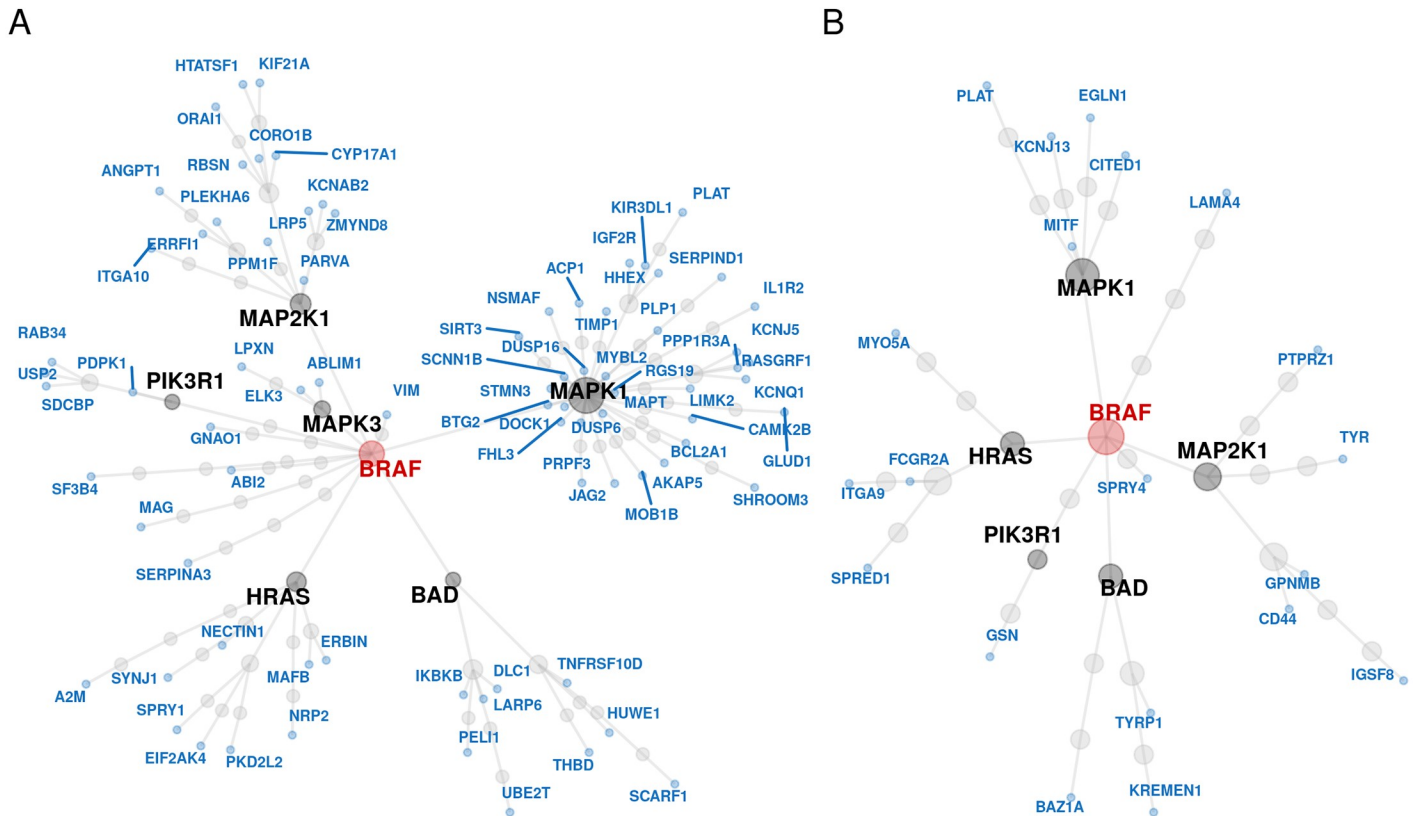 A
HTATSF1
KIF21A
ORAI1
CORO1B
CYP17A1
RBSN
ANGPT1
PLEKHA6
KCNAB2
LRP5
ZMYND8
ERRFI1
ITGA10
PPM1F
PARVA
MAP2K1
RAB34
PDPK1
USP2
SDCBP
PIK3R1
LPXN
ABLIM1
ELK3
MAPK3
VIM
GNAO1
BRAF
SF3B4
ABI2
MAG
SERPINA3
PLAT
KIR3DL1
IGF2R
SERPIND1
ACP1
HHEX
NSMAF
IL1R2
PLP1
TIMP1
SIRT3
KCNJ5
PPP1R3A
DUSP16
SCNN1B
MYBL2
RASGRF1
RGS19
STMN3
MAPK1
KCNQ1
MAPT
LIMK2
BTG2
DOCK1
DUSP6
CAMK2B
FHL3
BCL2A1
GLUD1
PRPF3
AKAP5
JAG2
SHROOM3
MOB1B
HRAS
BAD
NECTIN1
ERBIN
A2M
SYNJ1
MAFB
SPRY1
NRP2
EIF2AK4
PKD2L2
IKBKB
DLC1
TNFRSF10D
LARP6
HUWE1
PELI1
THBD
UBE2T
SCARF1
B
PLAT
EGLN1
KCNJ13
CITED1
LAMA4
MITF
MAPK1
MYO5A
PTPRZ1
BRAF
TYR
HRAS
MAP2K1
FCGR2A
ITGA9
SPRY4
PIK3R1
SPRED1
BAD
GPNMB
CD44
GSN
IGSF8
TYRP1
BAZ1A
KREMEN1